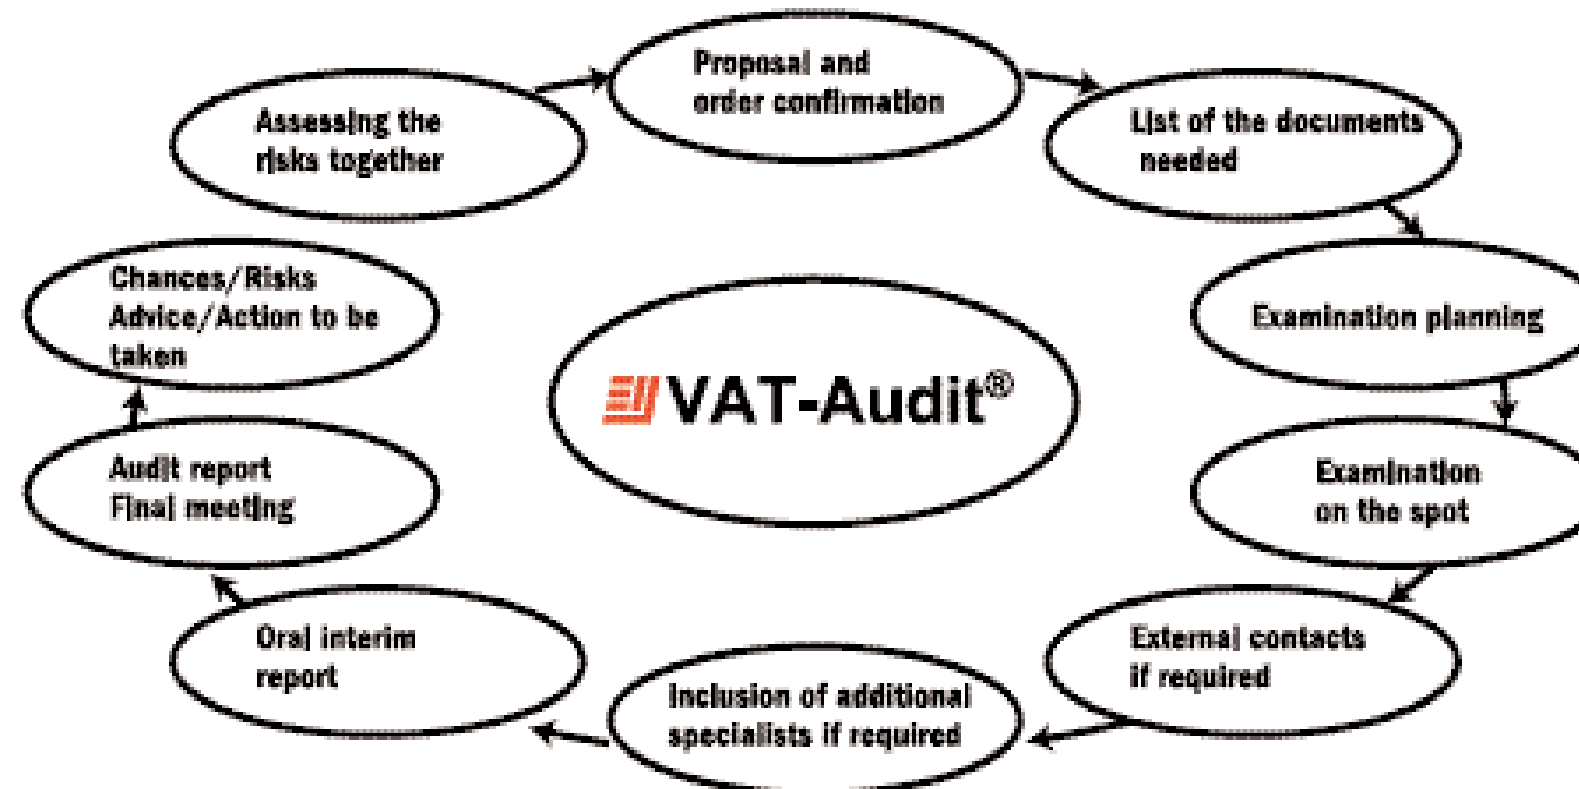 Proposal and
order confirmation
Assessing the
risks together
List of the documents
needed
Chances/Risks
Advice/Action to be
taken
Examination planning
VAT-Audit®
Audit report
Final meeting
Examination
on the spot
Oral interim
report
External contacts
if required
Inclusion of additional
specialists if required